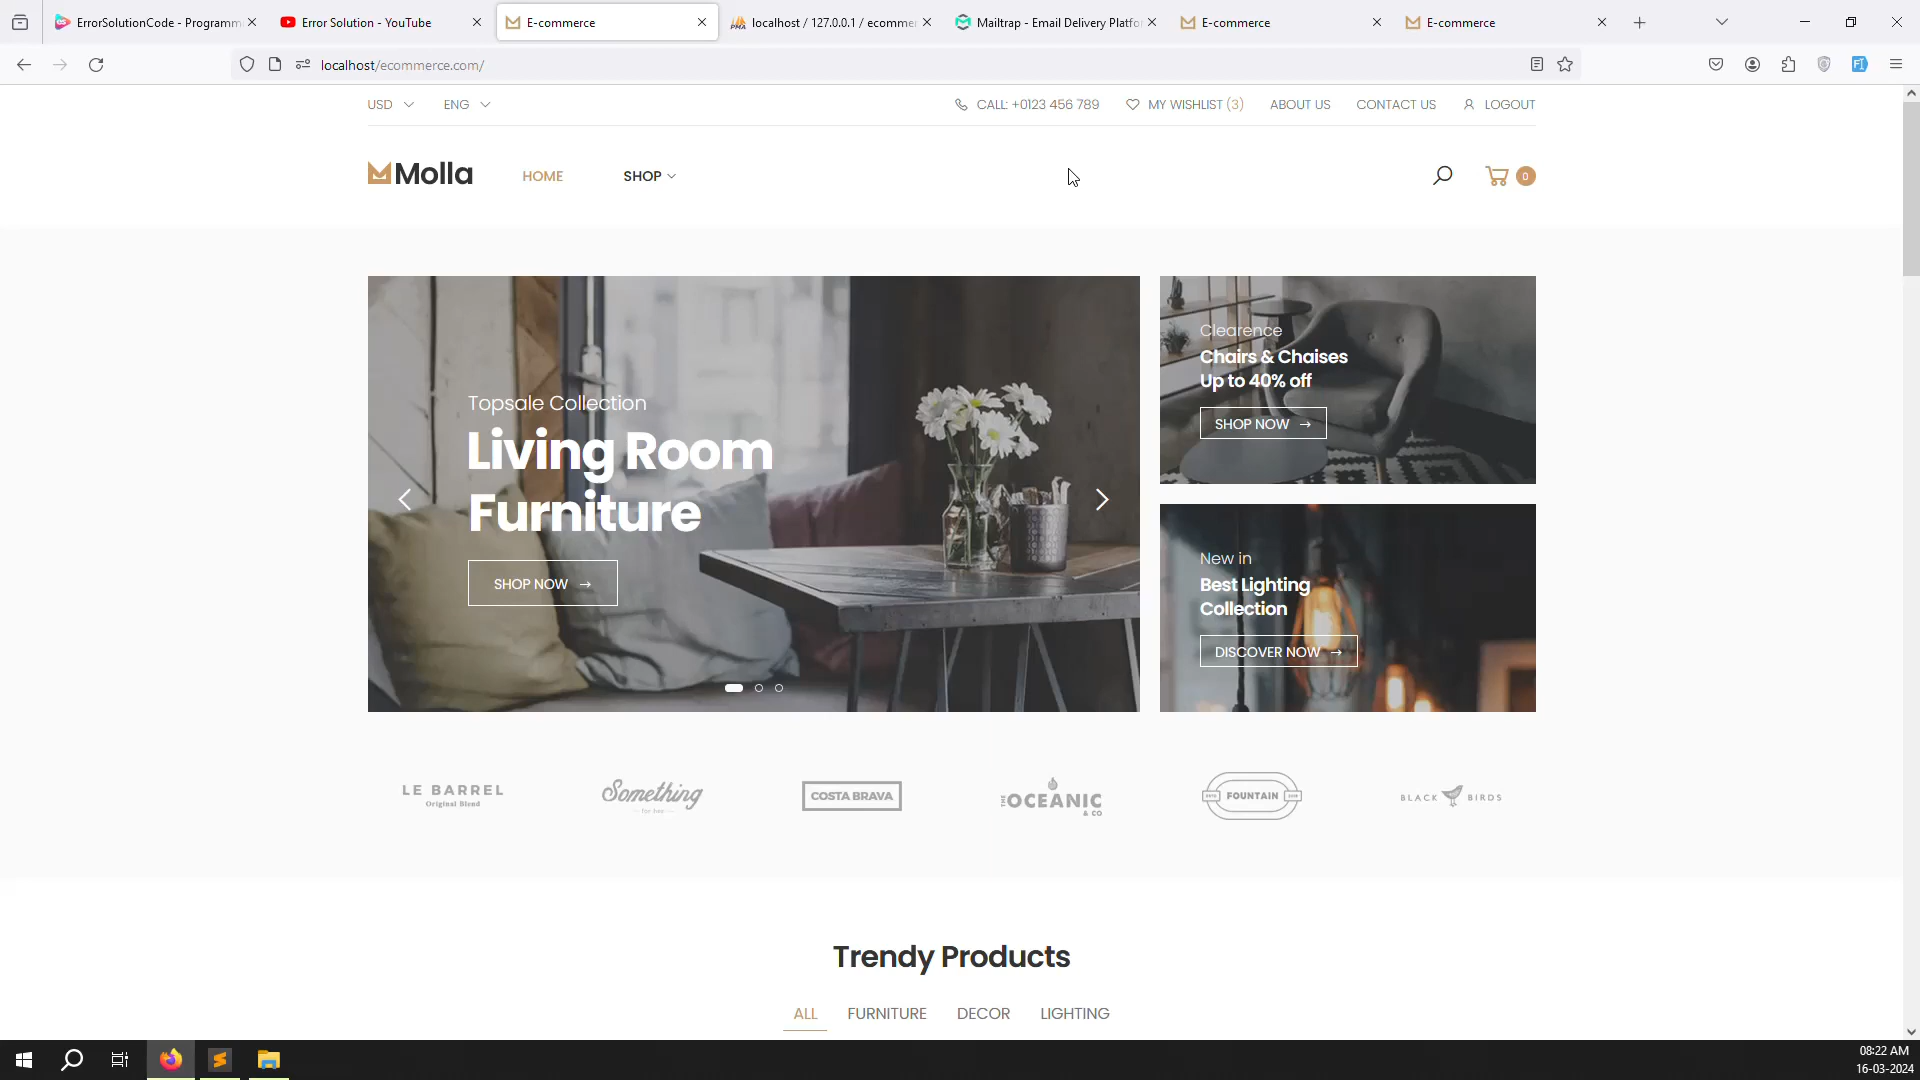 ErrorSolutionCode - Programm
Error Solution - YouTube
E-commerce
localhost / 127.0.0.1 / ecomme
Mailtrap - Email Delivery Platfo
E-commerce
E-commerce
localhost/ecommerce.com/
USD
ENG
CALL: +0123 456 789
MY WISHLIST (3)
ABOUT US
CONTACT US
LOGOUT
Molla
HOME
SHOP
0
Topsale Collection
Living Room
Furniture
SHOP NOW →
Clearence
Chairs & Chaises
Up to 40% off
SHOP NOW →
New in
Best Lighting
Collection
DISCOVER NOW →
LE BARREL
Original Blend
Something
COSTA BRAVA
THE OCEANIC
& CO
FOUNTAIN
BLACK BIRDS
Trendy Products
ALL
FURNITURE
DECOR
LIGHTING
08:22 AM
16-03-2024